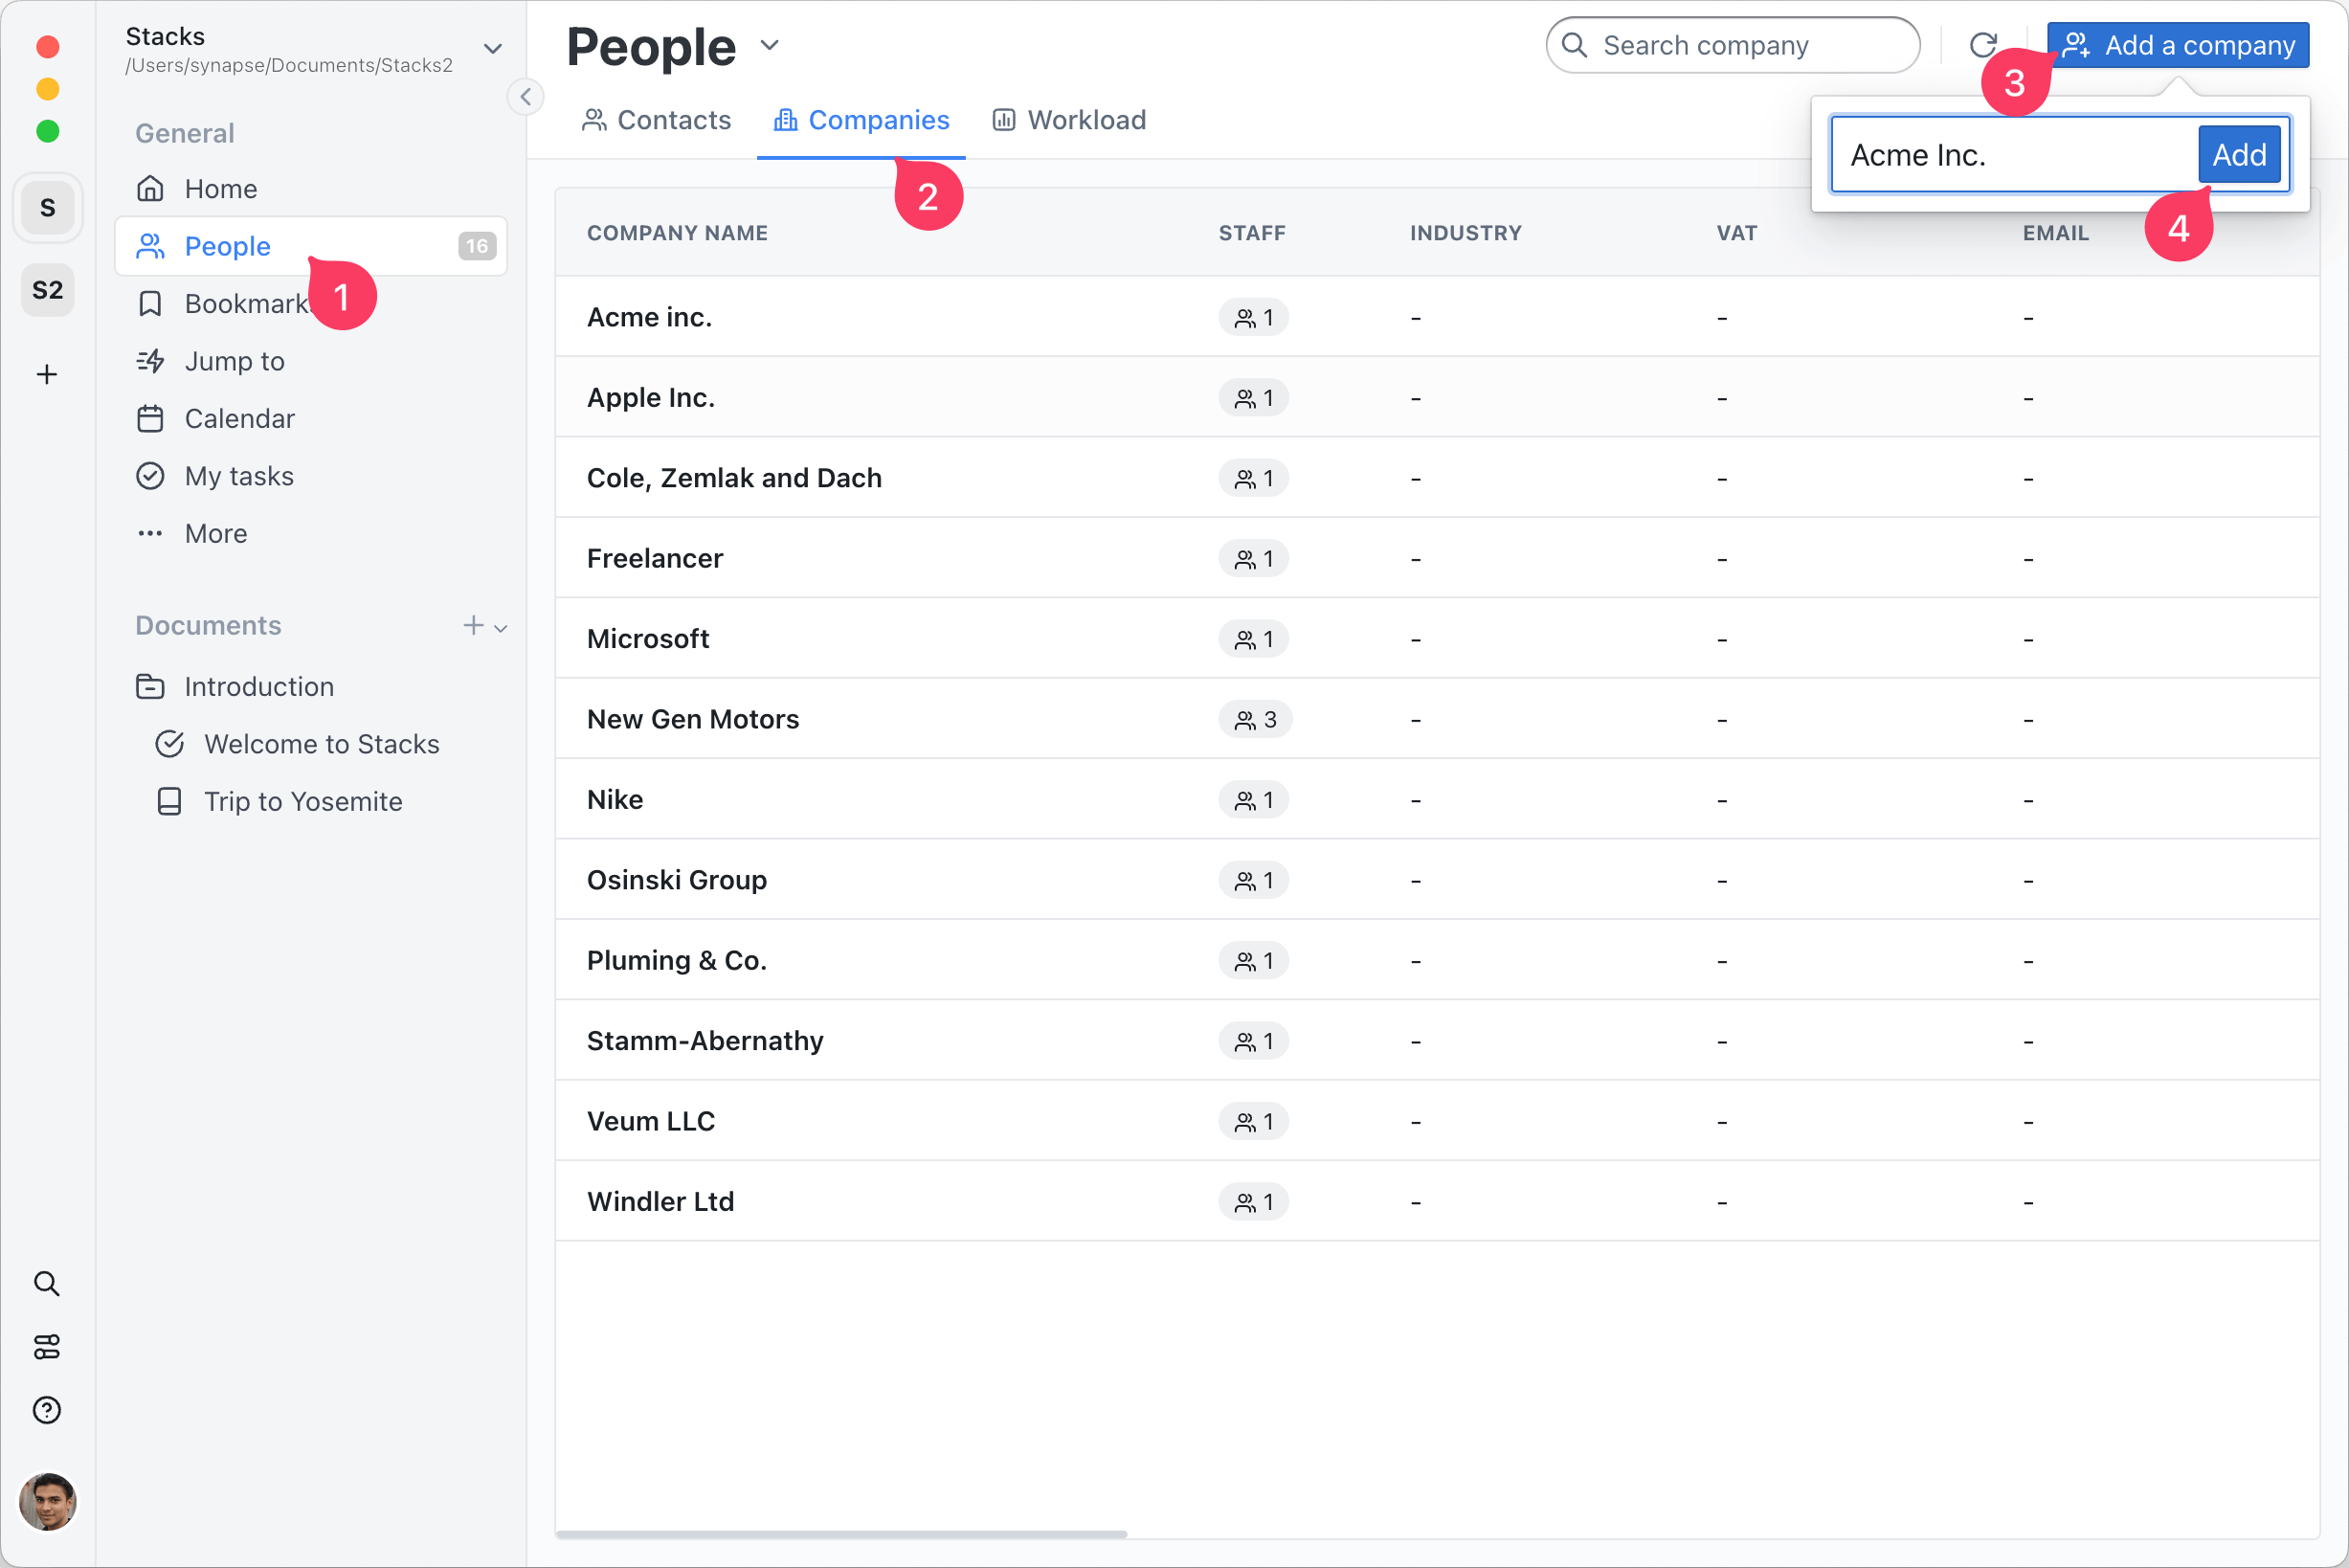 Stacks
/Users/synapse/Documents/Stacks2
S
S2
General
Home
People 16
1
Bookmark
Jump to
Calendar
My tasks
More
Documents
Introduction
Welcome to Stacks
Trip to Yosemite
People
Search company
Add a company
3
Contacts Companies Workload
2
Acme Inc. Add
4
COMPANY NAME STAFF INDUSTRY VAT EMAIL
Acme inc. 1 - - -
Apple Inc. 1 - - -
Cole, Zemlak and Dach 1 - - -
Freelancer 1 - - -
Microsoft 1 - - -
New Gen Motors 3 - - -
Nike 1 - - -
Osinski Group 1 - - -
Pluming & Co. 1 - - -
Stamm-Abernathy 1 - - -
Veum LLC 1 - - -
Windler Ltd 1 - - -